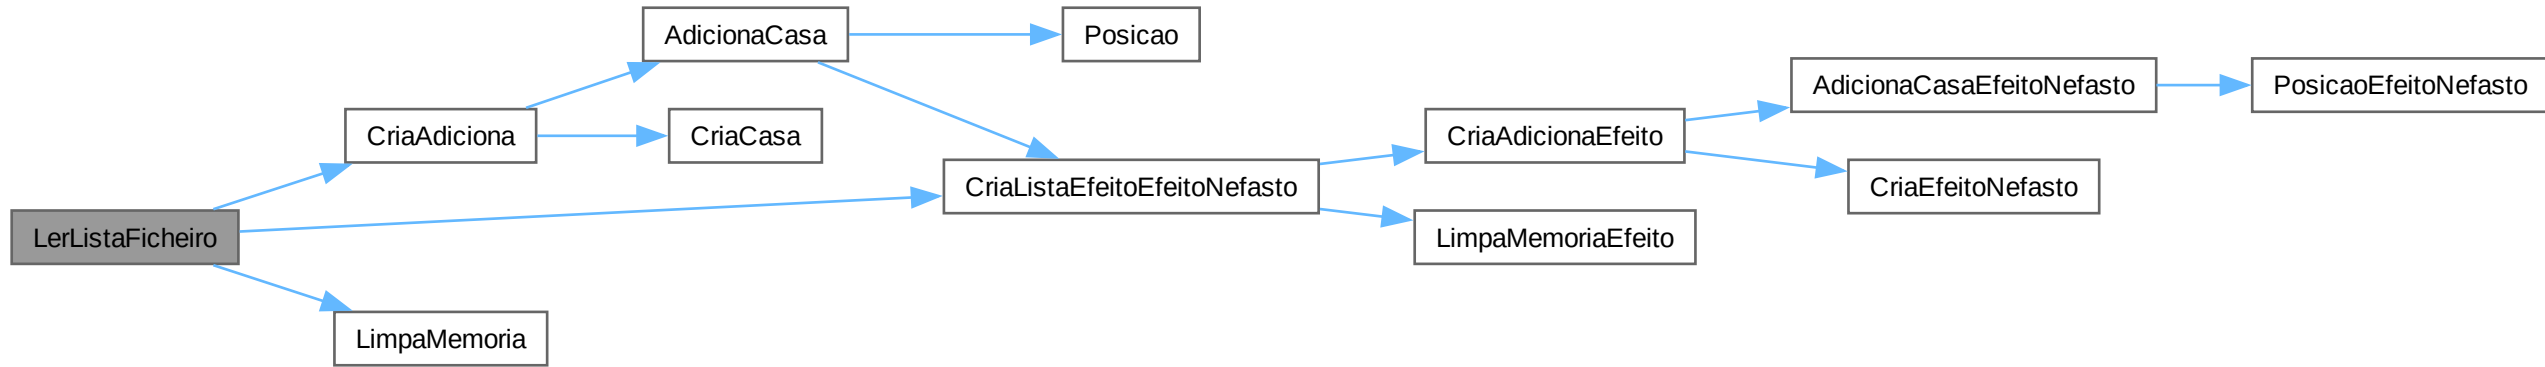 AdicionaCasa
Posicao
AdicionaCasaEfeitoNefasto
PosicaoEfeitoNefasto
CriaAdiciona
CriaCasa
CriaAdicionaEfeito
CriaListaEfeitoEfeitoNefasto
CriaEfeitoNefasto
LerListaFicheiro
LimpaMemoriaEfeito
LimpaMemoria